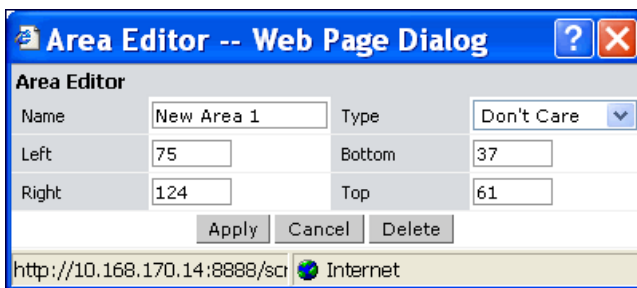 Area Editor -- Web Page Dialog ?
Area Editor
Name New Area 1 Type Don't Care
Left 75 Bottom 37
Right 124 Top 61
Apply Cancel Delete
http://10.168.170.14:8888/scr Internet